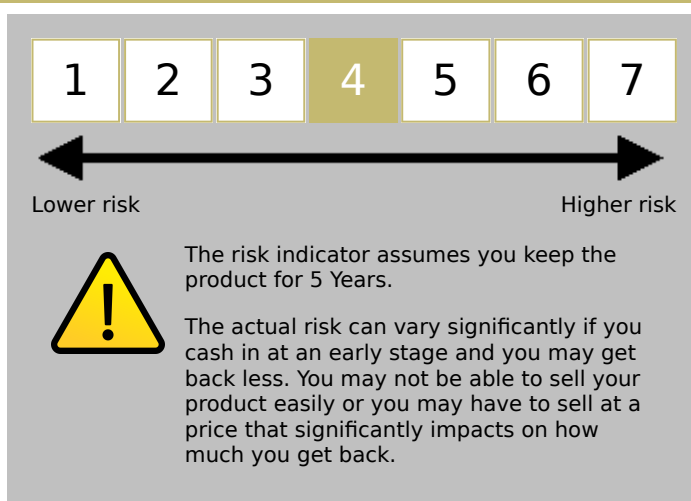 1 2 3 4 5 6 7
Lower risk Higher risk
The risk indicator assumes you keep the
product for 5 Years.
The actual risk can vary significantly if you
cash in at an early stage and you may get
back less. You may not be able to sell your
product easily or you may have to sell at a
price that significantly impacts on how
much you get back.